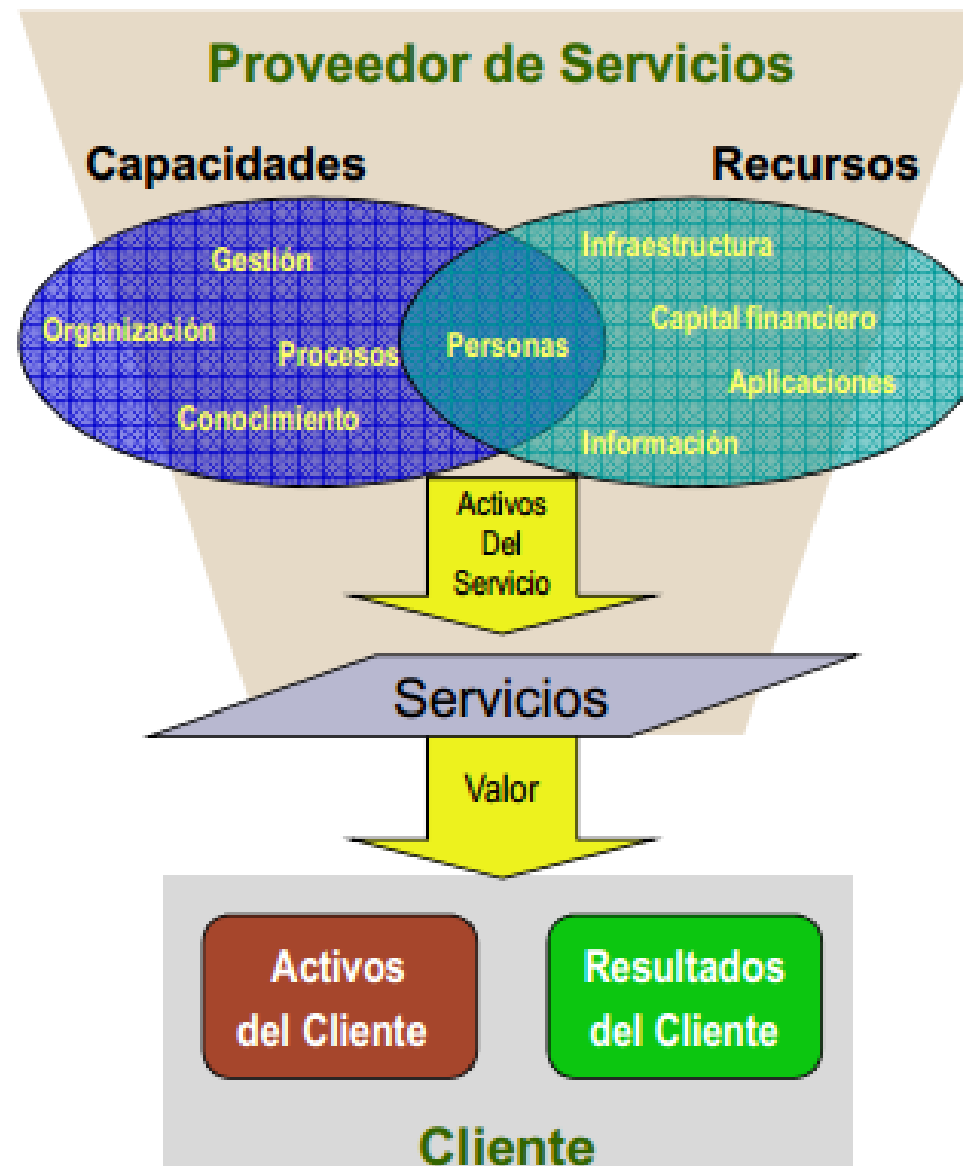 Proveedor de Servicios
Capacidades
Recursos
Gestión
Organización
Procesos
Conocimiento
Personas
Infraestructura
Capital financiero
Aplicaciones
Información
Activos
Del
Servicio
Servicios
Valor
Activos
del Cliente
Resultados
del Cliente
Cliente